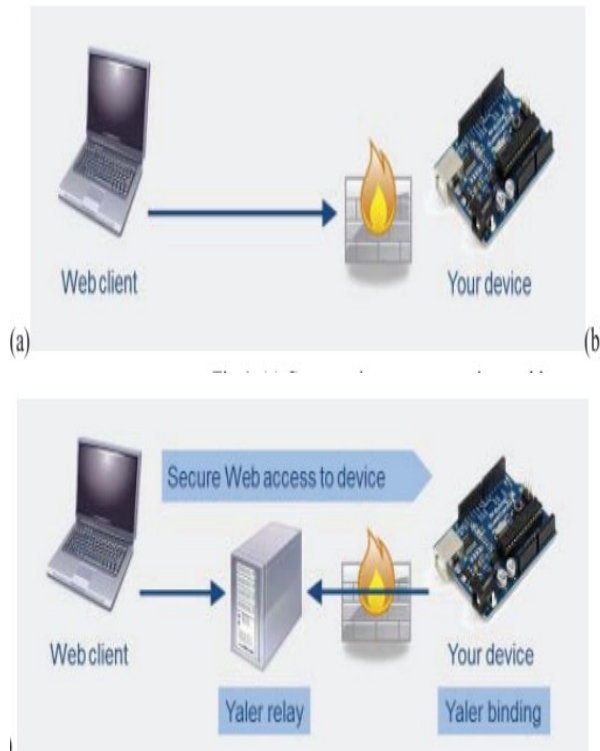 Web client
Your device
(a)
(b
Secure Web access to device
Web client
Your device
Yaler relay
Yaler binding